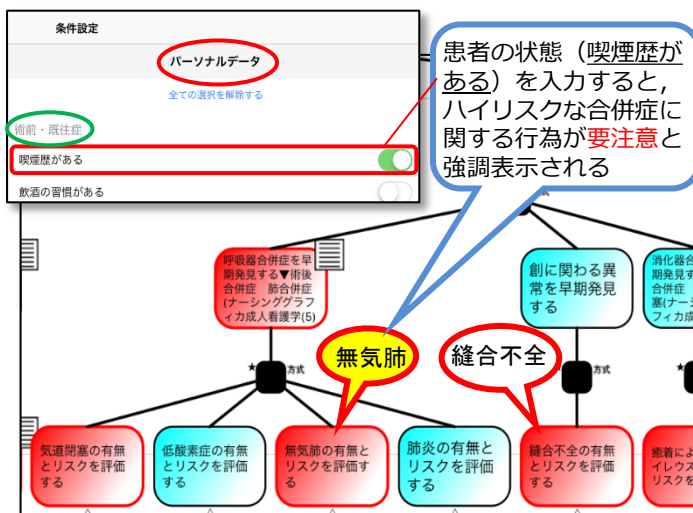 条件設定
パーソナルデータ
全ての選択を解除する
術前・既往症
喫煙歴がある
飲酒の習慣がある
患者の状態（喫煙歴が
ある）を入力すると，
ハイリスクな合併症に
関する行為が要注意と
強調表示される
呼吸器合併症を早
期発見する▼術後
合併症　肺合併症
(ナーシンググラフ
ィカ成人看護学(5)
創に関わる異
常を早期発見
する
消化器合
期発見す
合併症
塞(ナー
フィカ成
無気肺
縫合不全
★
方式
★
方式
★
気道閉塞の有無
とリスクを評価
する
低酸素症の有無
とリスクを評価
する
無気肺の有無と
リスクを評価す
る
肺炎の有無と
リスクを評価
する
縫合不全の有無
とリスクを評価
する
癒着によ
イレウス
リスクを